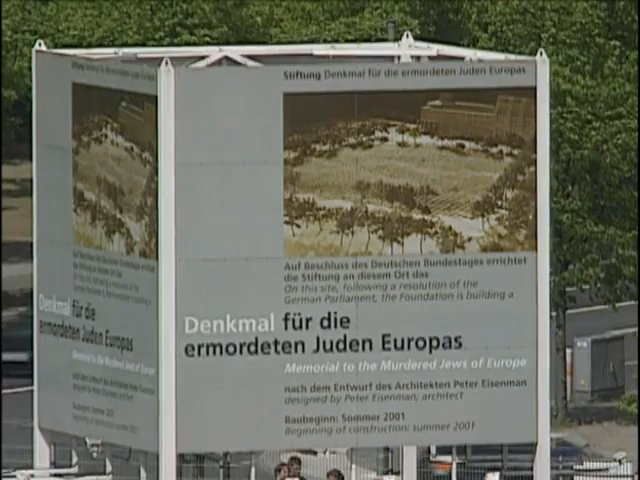 Stiftung Denkmal für die ermordeten Juden Europas
Auf Beschluss des Deutschen Bundestages errichtet
die Stiftung an diesem Ort das
On this site, following a resolution of the
German Parliament, the Foundation is building a
Denkmal für die
ermordeten Juden Europas
Memorial to the Murdered Jews of Europe
nach dem Entwurf des Architekten Peter Eisenman
designed by Peter Eisenman, architect
Baubeginn: Sommer 2001
Beginning of construction: summer 2001
Denkmal für die
ermordeten Juden Europas
Memorial to the Murdered Jews of Europe